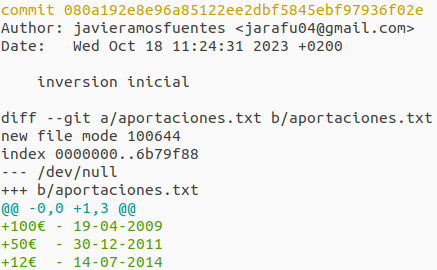 commit 080a192e8e96a85122ee2dbf5845ebf97936f02e
Author: javieramosfuentes <jarafu04@gmail.com>
Date:   Wed Oct 18 11:24:31 2023 +0200
    inversion inicial
diff --git a/aportaciones.txt b/aportaciones.txt
new file mode 100644
index 0000000..6b79f88
--- /dev/null
+++ b/aportaciones.txt
@@ -0,0 +1,3 @@
+100€ - 19-04-2009
+50€  - 30-12-2011
+12€  - 14-07-2014